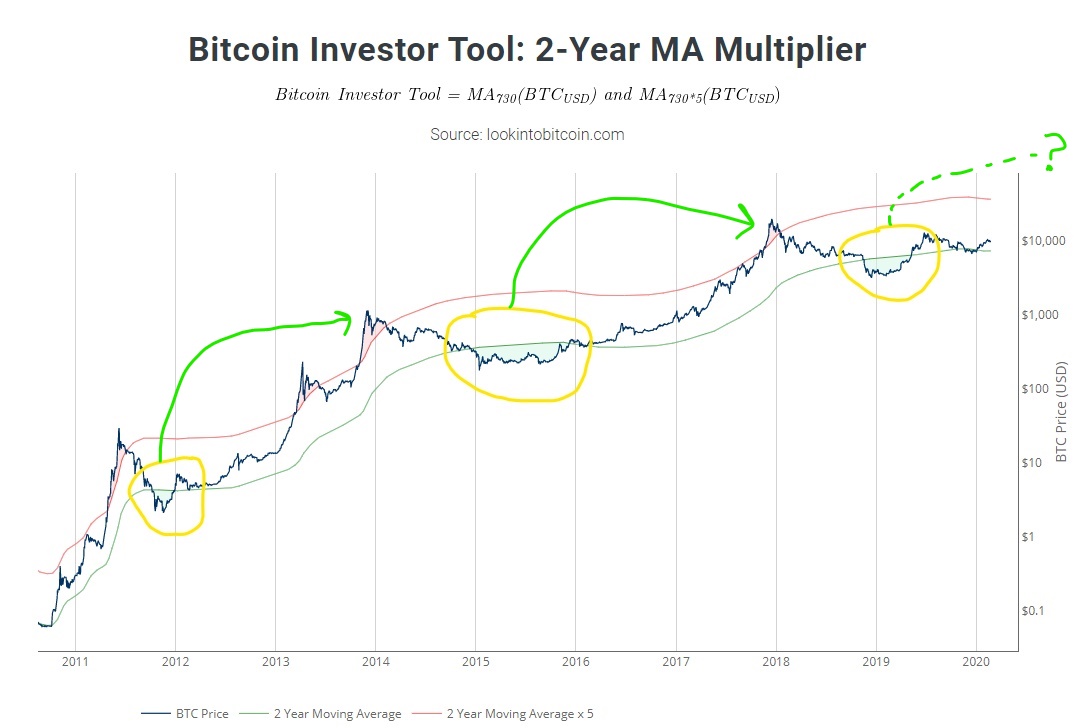 Bitcoin Investor Tool: 2-Year MA Multiplier
Bitcoin Investor Tool = MA730(BTCUSD) and MA730*5(BTCUSD)
Source: lookintobitcoin.com
?
$10,000
$1,000
$100
$10
$1
$0.1
BTC Price (USD)
2011 2012 2013 2014 2015 2016 2017 2018 2019 2020
BTC Price 2 Year Moving Average 2 Year Moving Average x 5